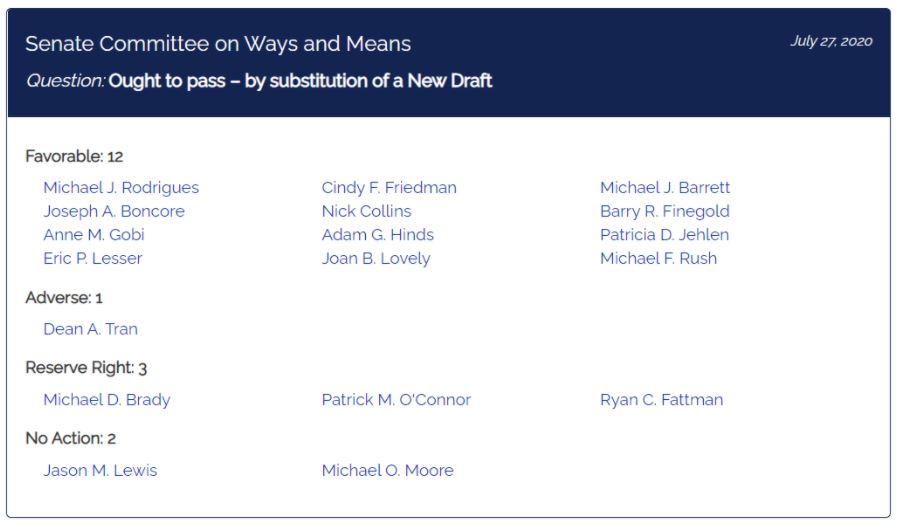 Senate Committee on Ways and Means July 27, 2020
Question: Ought to pass – by substitution of a New Draft
Favorable: 12
Michael J. Rodrigues Cindy F. Friedman Michael J. Barrett
Joseph A. Boncore Nick Collins Barry R. Finegold
Anne M. Gobi Adam G. Hinds Patricia D. Jehlen
Eric P. Lesser Joan B. Lovely Michael F. Rush
Adverse: 1
Dean A. Tran
Reserve Right: 3
Michael D. Brady Patrick M. O'Connor Ryan C. Fattman
No Action: 2
Jason M. Lewis Michael O. Moore